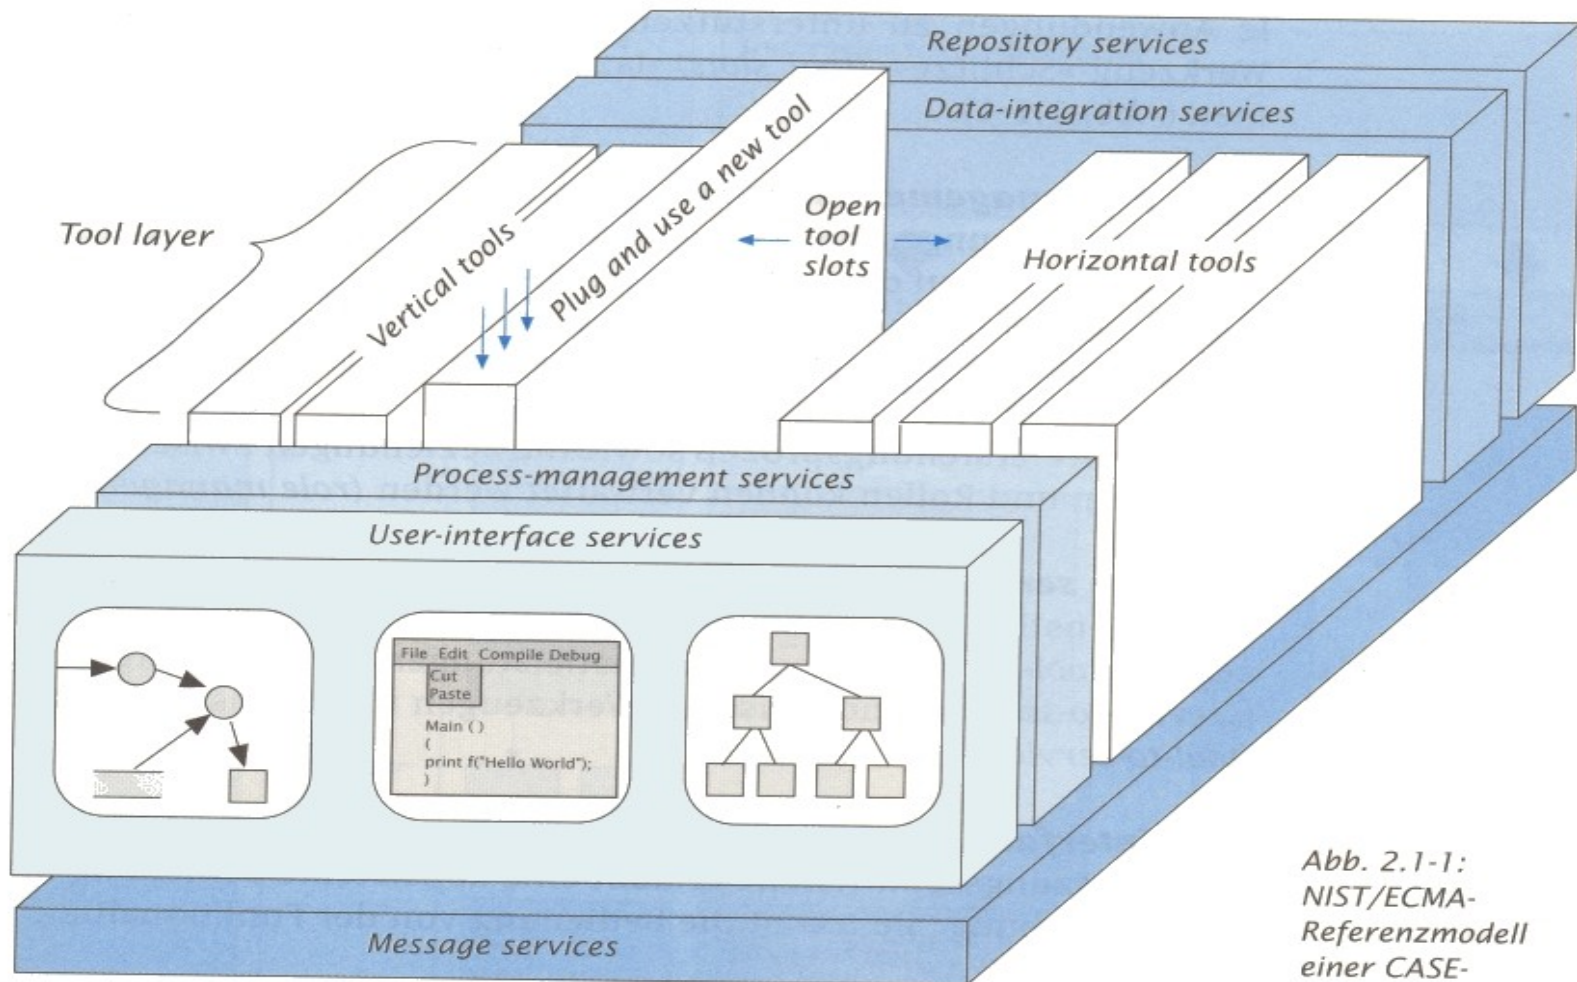 Repository services
Data-integration services
Tool layer
Vertical tools
Plug and use a new tool
Open
tool
slots
Horizontal tools
Process-management services
User-interface services
File Edit Compile Debug
Cut
Paste
Main ( )
(
print f("Hello World");
)
Message services
Abb. 2.1-1:
NIST/ECMA-
Referenzmodell
einer CASE-